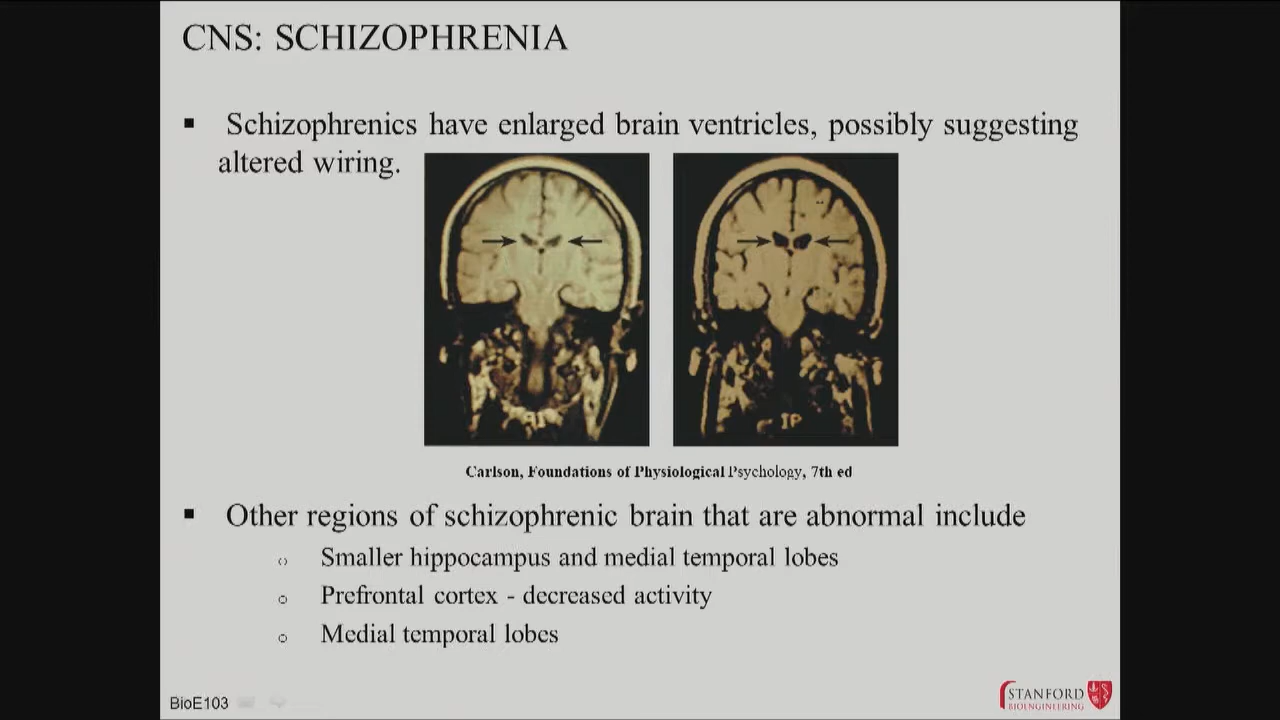 CNS: SCHIZOPHRENIA
▪ Schizophrenics have enlarged brain ventricles, possibly suggesting
altered wiring.
Carlson, Foundations of Physiological Psychology, 7th ed
▪ Other regions of schizophrenic brain that are abnormal include
Smaller hippocampus and medial temporal lobes
Prefrontal cortex - decreased activity
Medial temporal lobes
BioE103
STANFORD
BIOENGINEERING